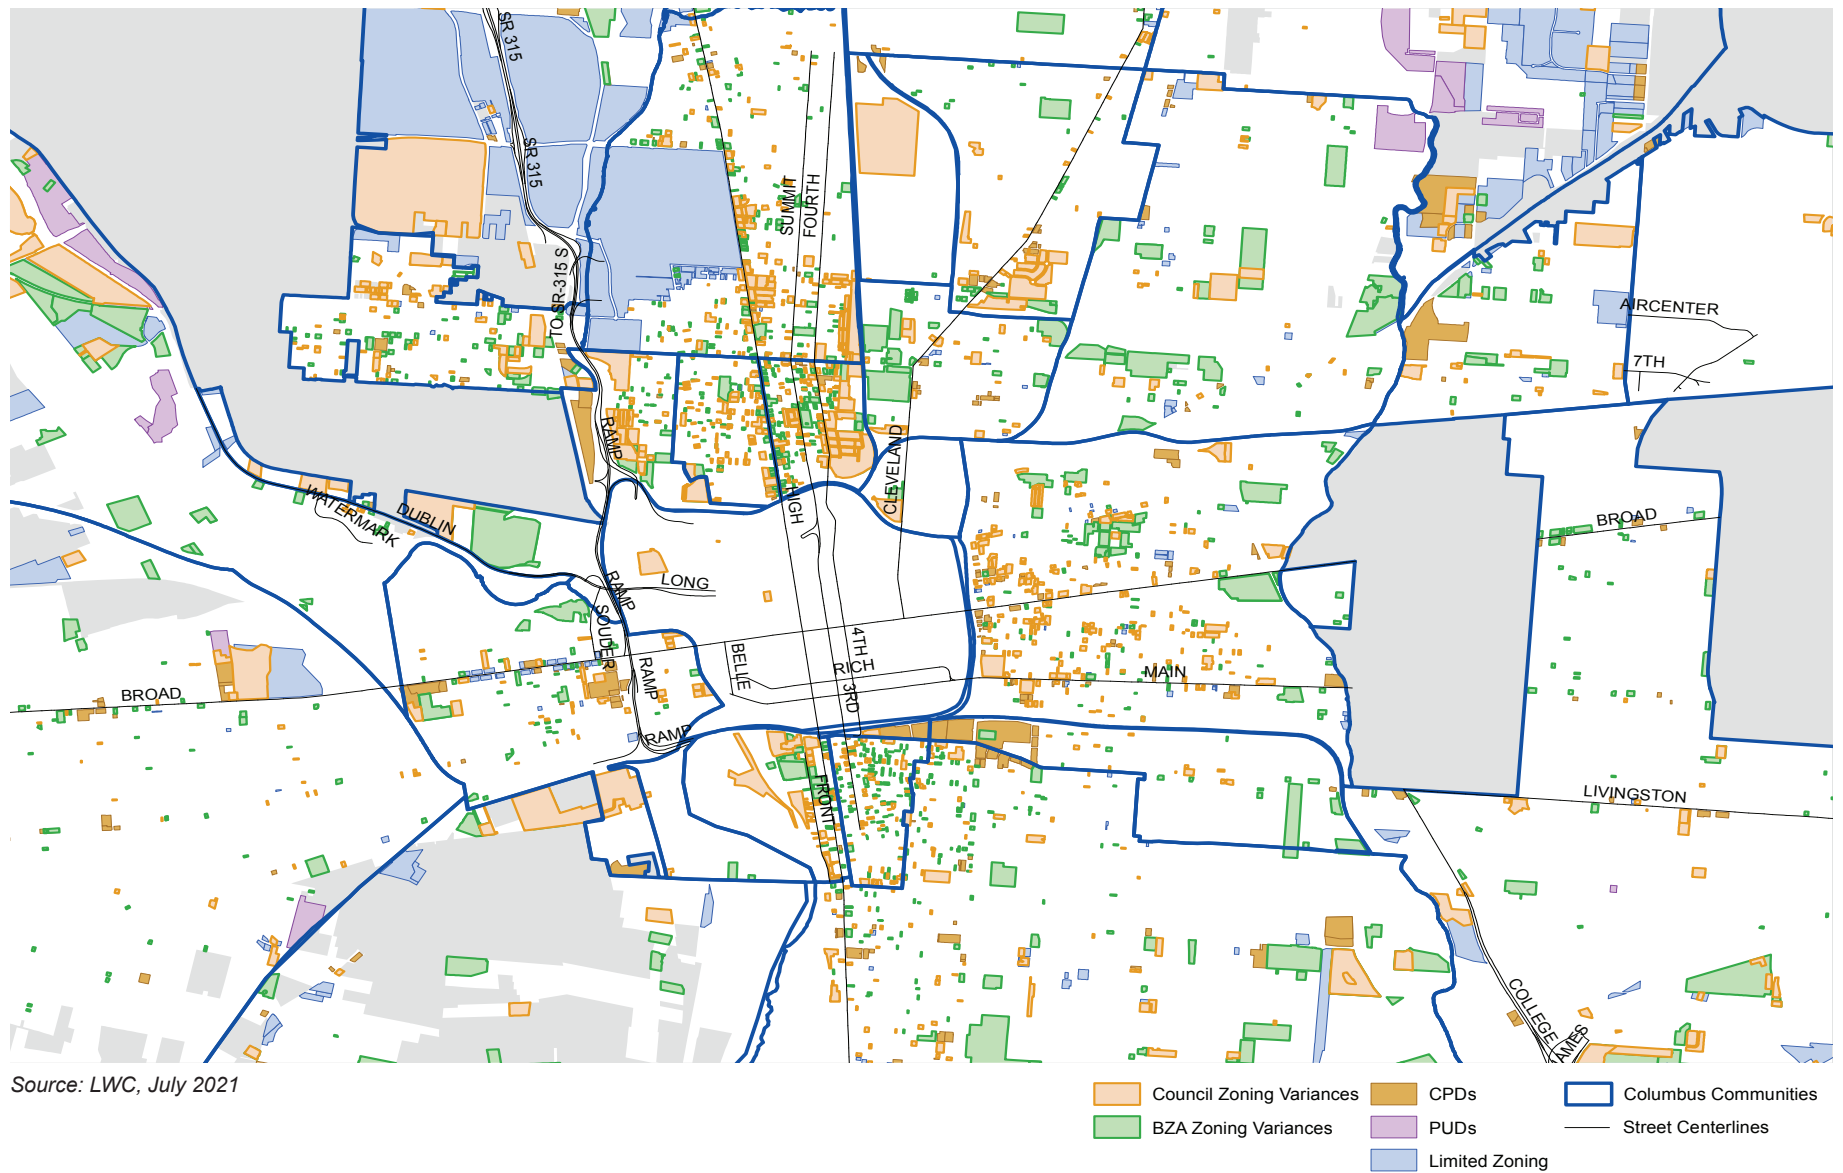 SR 315
SR 315
SUMMIT
FOURTH
TO SR-315 S
AIRCENTER
7TH
RAMP
CLEVELAND
HIGH
WATERMARK
DUBLIN
BROAD
LONG
RAMP
SOUDER
4TH
RICH
BELLE
3RD
RAMP
MAIN
BROAD
RAMP
FRONT
LIVINGSTON
COLLEGE
AMES
Source: LWC, July 2021
Council Zoning Variances
CPDs
Columbus Communities
BZA Zoning Variances
PUDs
Street Centerlines
Limited Zoning